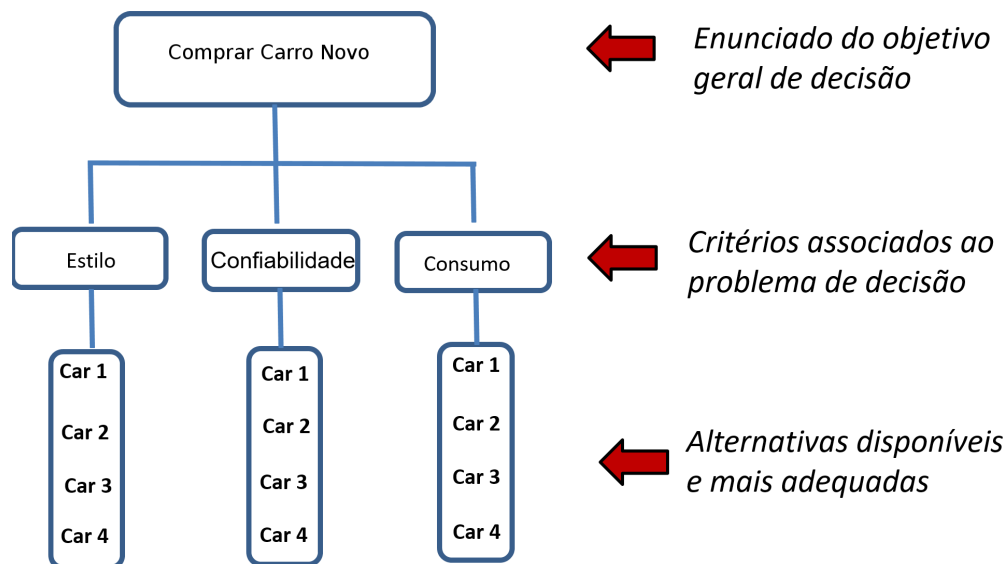 Comprar Carro Novo
Enunciado do objetivo
geral de decisão
Estilo
Confiabilidade
Consumo
Critérios associados ao
problema de decisão
Car 1
Car 2
Car 3
Car 4
Car 1
Car 2
Car 3
Car 4
Car 1
Car 2
Car 3
Car 4
Alternativas disponíveis
e mais adequadas